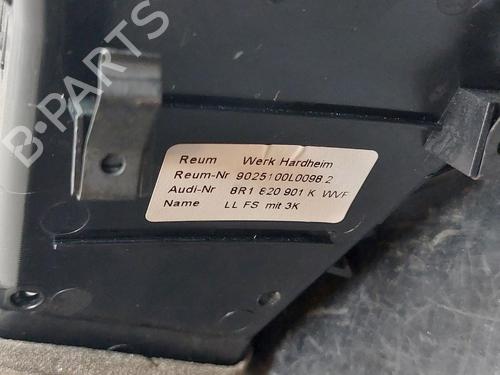 B-PARTS
Reum Werk Hardheim
Reum-Nr 9025100L0098 2
Audi-Nr 8R1 820 901 K WVF
Name LL FS mit 3K